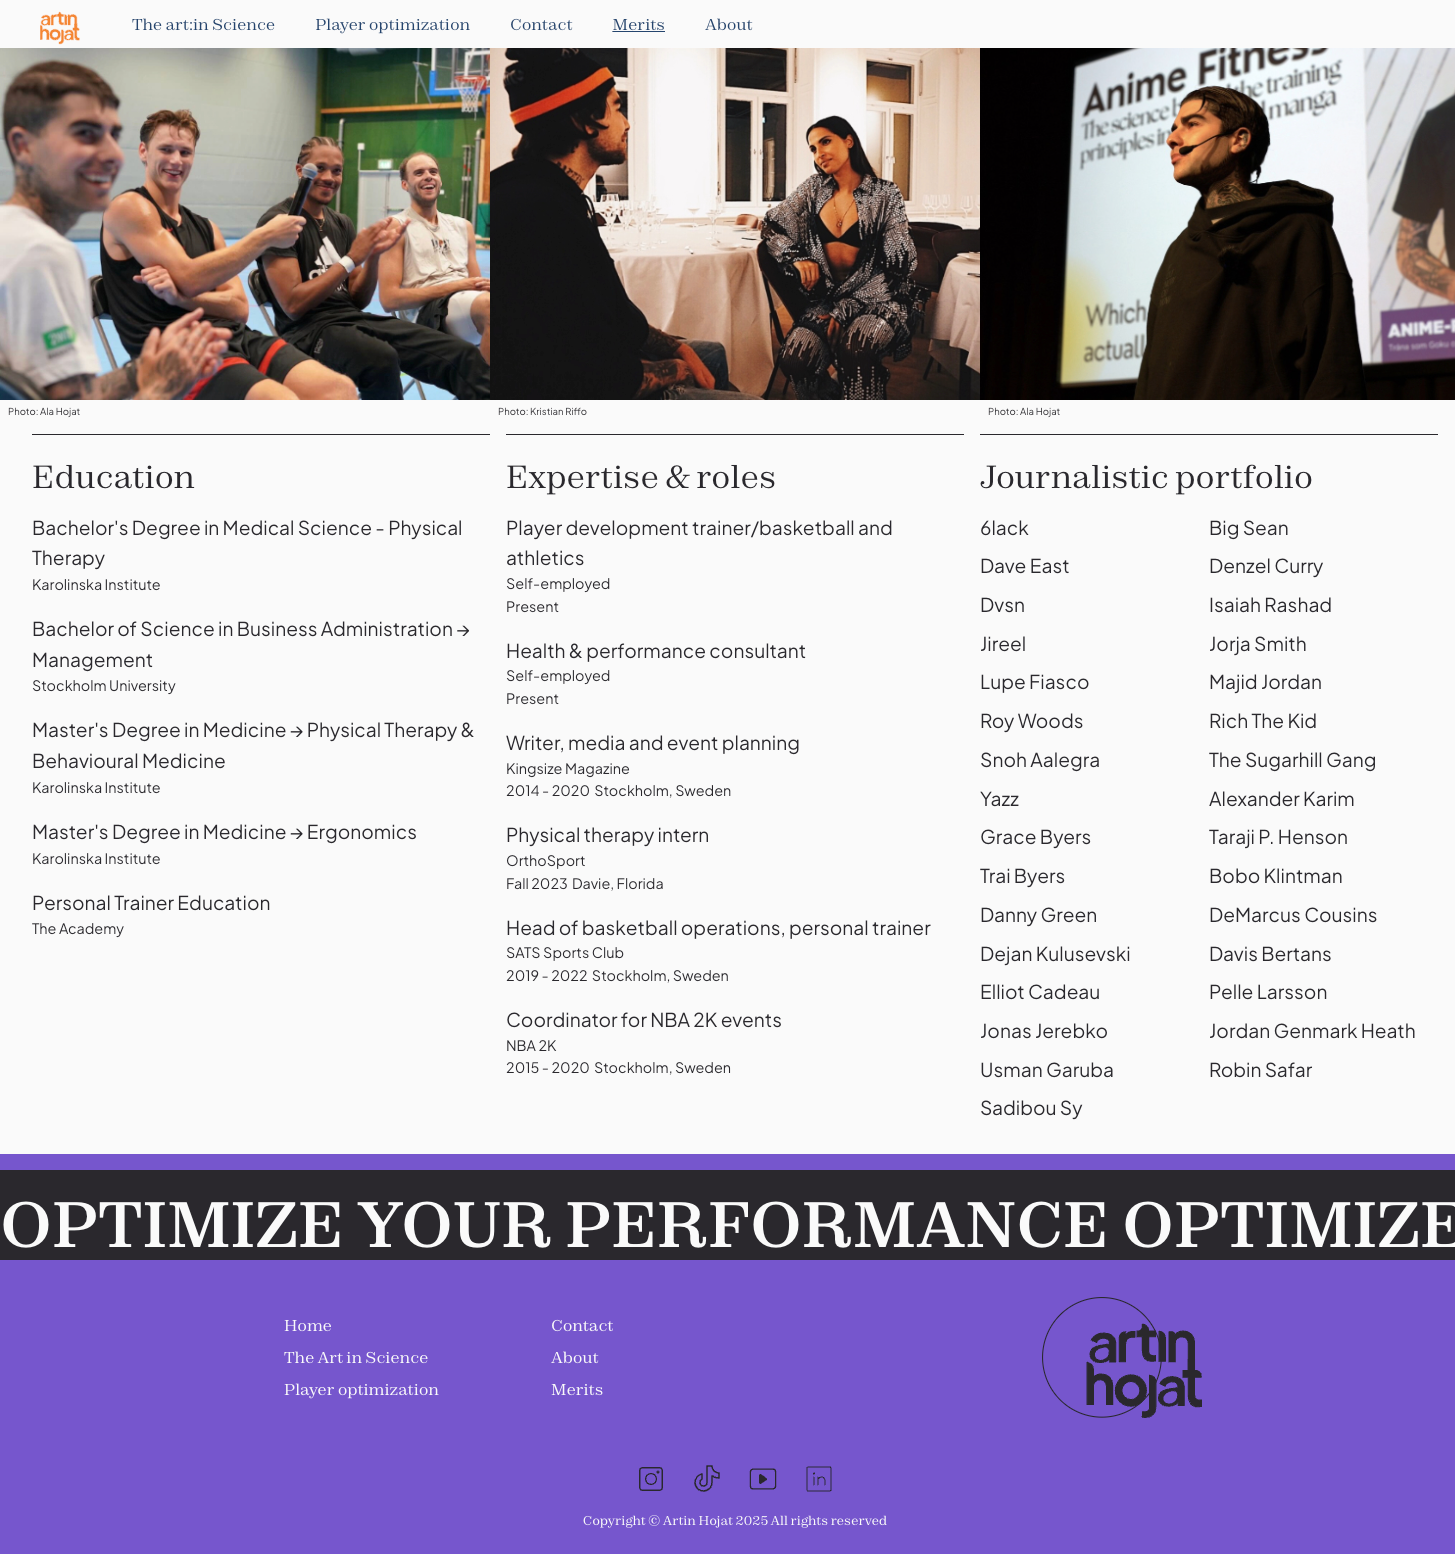 artin
hojat
The art:in Science
Player optimization
Contact
Merits
About
Anime Fitness
The science b
the training
principles in
manga
Which
actuall
ANIME-
Photo: Ala Hojat
Photo: Kristian Riffo
Photo: Ala Hojat
Education
Bachelor's Degree in Medical Science - Physical
Therapy
Karolinska Institute
Bachelor of Science in Business Administration →
Management
Stockholm University
Master's Degree in Medicine → Physical Therapy &
Behavioural Medicine
Karolinska Institute
Master's Degree in Medicine → Ergonomics
Karolinska Institute
Personal Trainer Education
The Academy
Expertise & roles
Player development trainer/basketball and
athletics
Self-employed
Present
Health & performance consultant
Self-employed
Present
Writer, media and event planning
Kingsize Magazine
2014 - 2020 Stockholm, Sweden
Physical therapy intern
OrthoSport
Fall 2023 Davie, Florida
Head of basketball operations, personal trainer
SATS Sports Club
2019 - 2022 Stockholm, Sweden
Coordinator for NBA 2K events
NBA 2K
2015 - 2020 Stockholm, Sweden
Journalistic portfolio
6lack
Dave East
Dvsn
Jireel
Lupe Fiasco
Roy Woods
Snoh Aalegra
Yazz
Grace Byers
Trai Byers
Danny Green
Dejan Kulusevski
Elliot Cadeau
Jonas Jerebko
Usman Garuba
Sadibou Sy
Big Sean
Denzel Curry
Isaiah Rashad
Jorja Smith
Majid Jordan
Rich The Kid
The Sugarhill Gang
Alexander Karim
Taraji P. Henson
Bobo Klintman
DeMarcus Cousins
Davis Bertans
Pelle Larsson
Jordan Genmark Heath
Robin Safar
OPTIMIZE YOUR PERFORMANCE OPTIMIZE
Home
The Art in Science
Player optimization
Contact
About
Merits
artin
hojat
in
Copyright © Artin Hojat 2025 All rights reserved